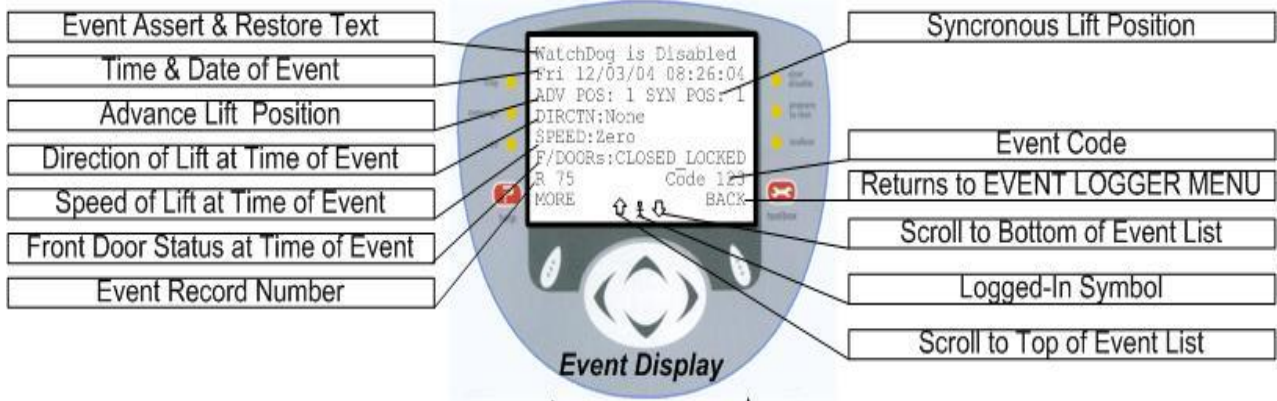 Event Assert & Restore Text
Time & Date of Event
Advance Lift Position
Direction of Lift at Time of Event
Speed of Lift at Time of Event
Front Door Status at Time of Event
Event Record Number
WatchDog is Disabled
Fri 12/03/04 08:26:04
ADV POS: 1 SYN POS: 1
DIRCTN:None
SPEED:Zero
F/DOORs:CLOSED_LOCKED
R 75 Code 123
MORE BACK
Event Display
Syncronous Lift Position
Event Code
Returns to EVENT LOGGER MENU
Scroll to Bottom of Event List
Logged-In Symbol
Scroll to Top of Event List